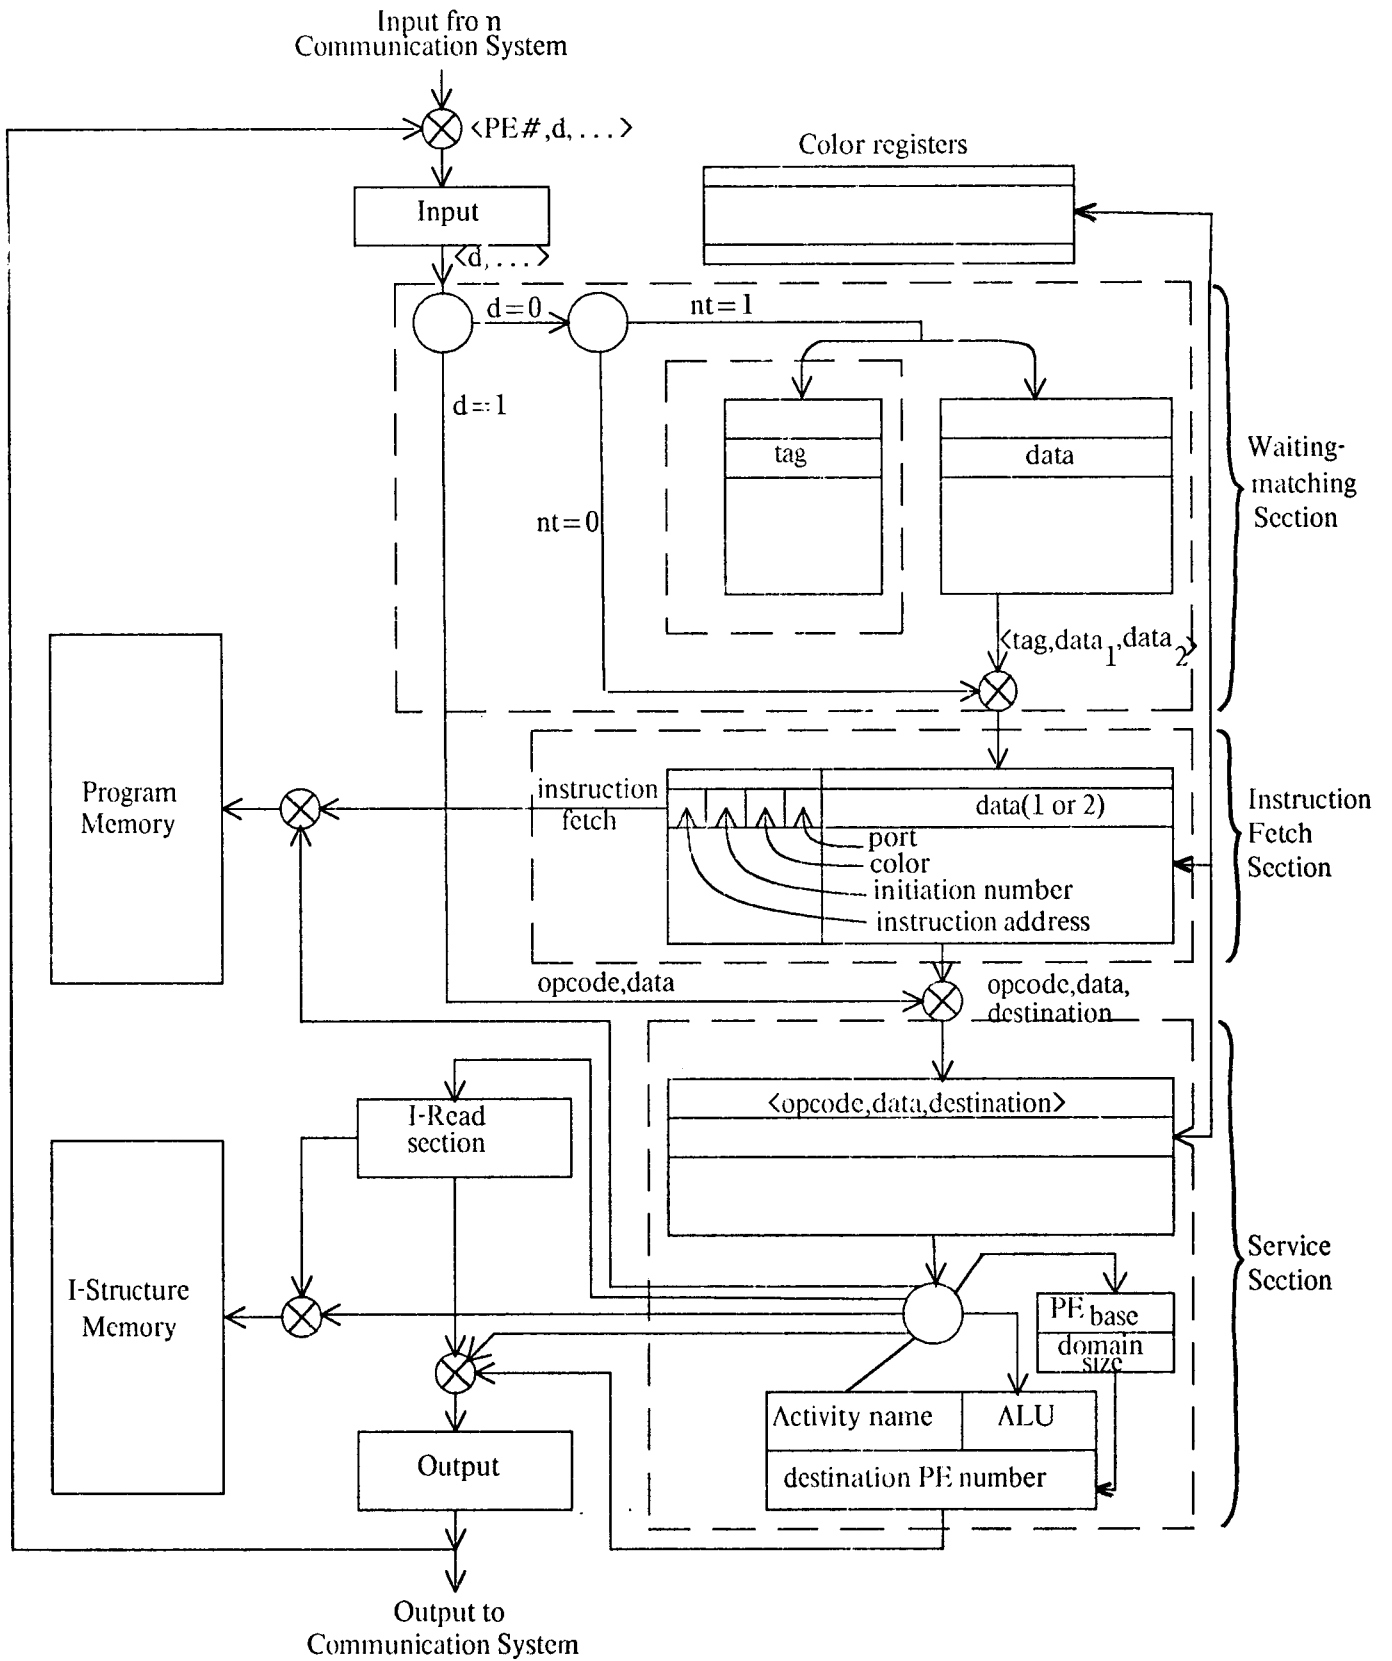 Input fro n
Communication System
<PE#,d,...>
Color registers
Input
<d,...>
d=0
nt=1
d=1
tag
data
nt=0
Waiting-
matching
Section
<tag,data1,data2>
Program
Memory
instruction
fetch
data(1 or 2)
port
color
initiation number
instruction address
Instruction
Fetch
Section
opcode,data
opcode,data,
destination
I-Read
section
<opcode,data,destination>
I-Structure
Memory
Service
Section
PE base
domain
size
Activity name
ALU
destination PE number
Output
Output to
Communication System